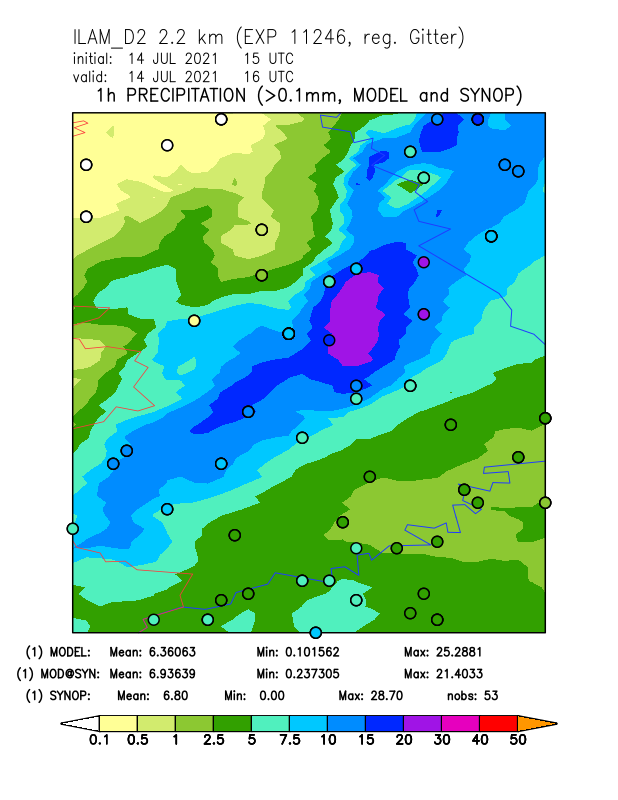 ILAM_D2 2.2 km (EXP 11246, reg. Gitter)
initial: 14 JUL 2021 15 UTC
valid: 14 JUL 2021 16 UTC
1h PRECIPITATION (>0.1mm, MODEL and SYNOP)
(1) MODEL: Mean: 6.36063 Min: 0.101562 Max: 25.2881
(1) MOD@SYN: Mean: 6.93639 Min: 0.237305 Max: 21.4033
(1) SYNOP: Mean: 6.80 Min: 0.00 Max: 28.70 nobs: 53
0.1 0.5 1 2.5 5 7.5 10 15 20 30 40 50